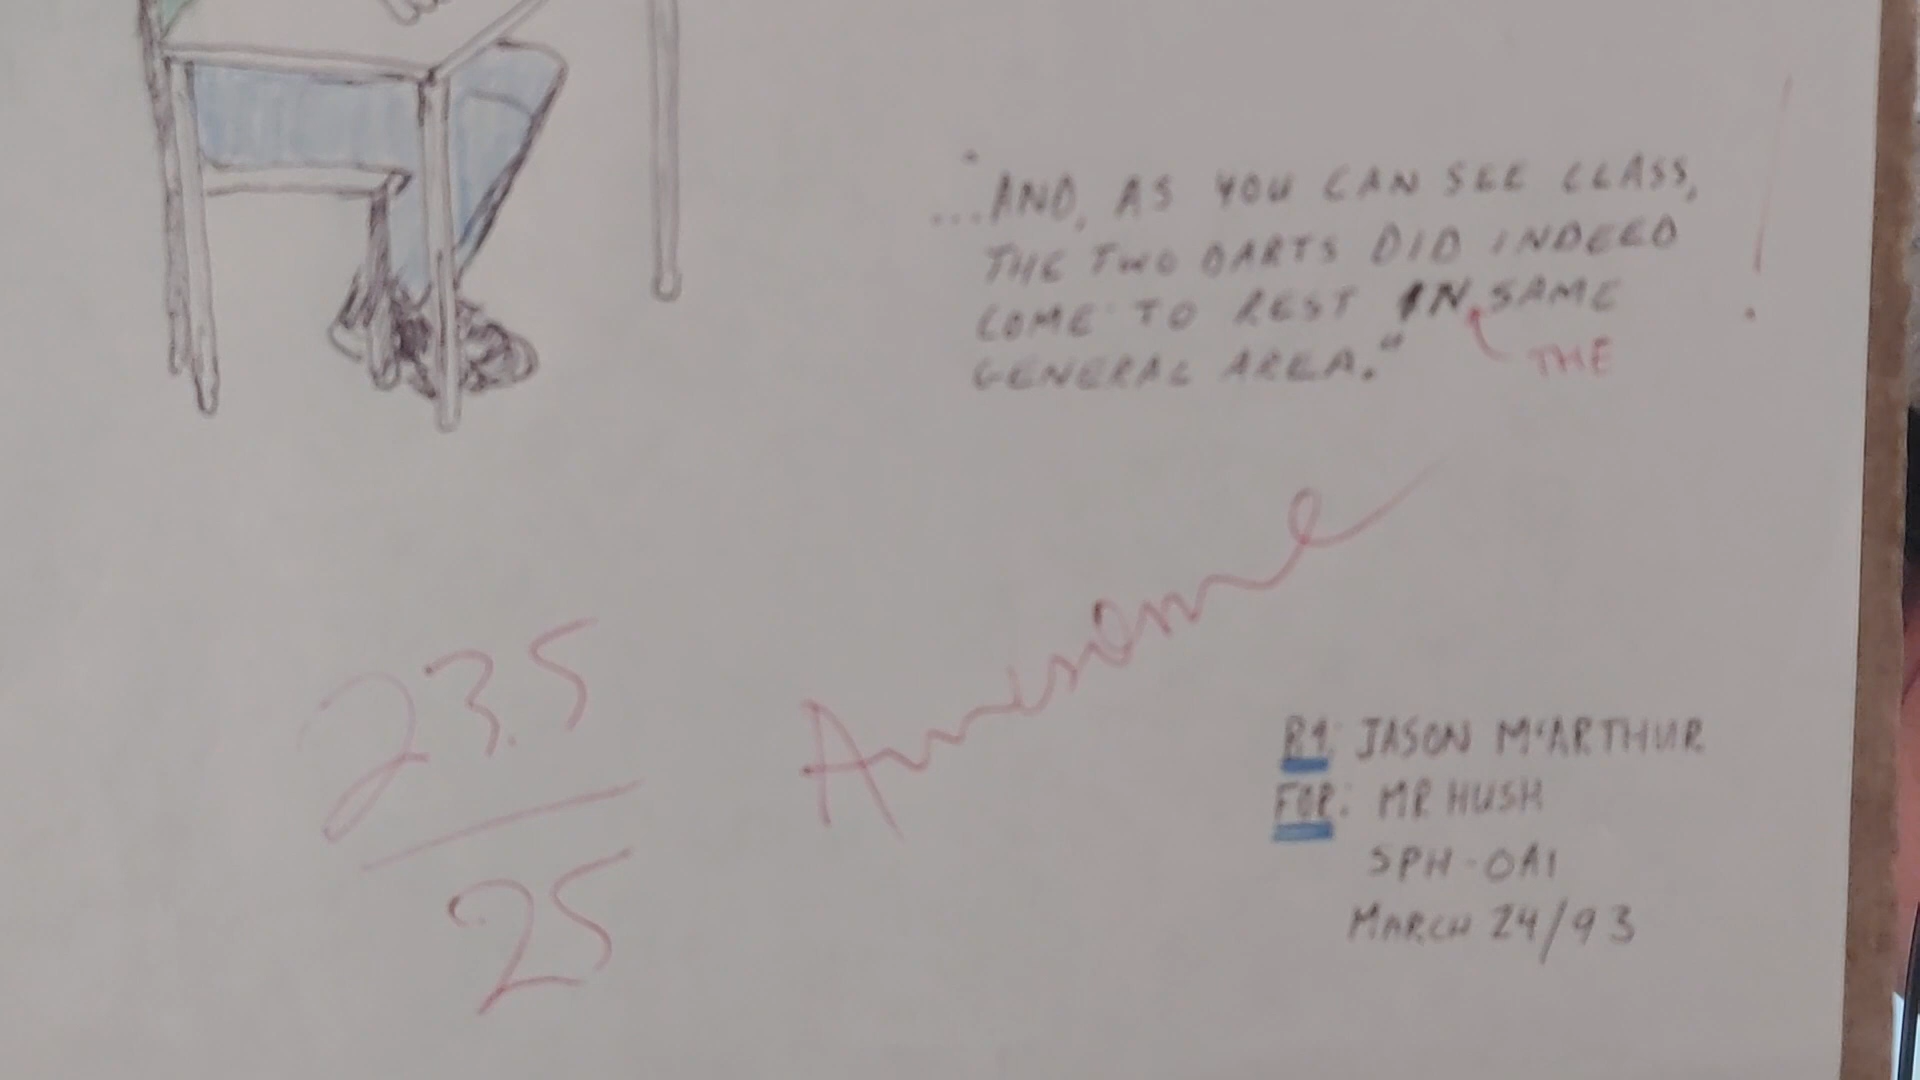 "
...AND, AS YOU CAN SEE CLASS,
THE TWO DARTS DID INDEED
COME TO REST IN SAME
THE
GENERAL AREA."
!
Awesome
23.5
25
BY: JASON McARTHUR
FOR: MR HUSH
SPH-OA1
MARCH 24/93